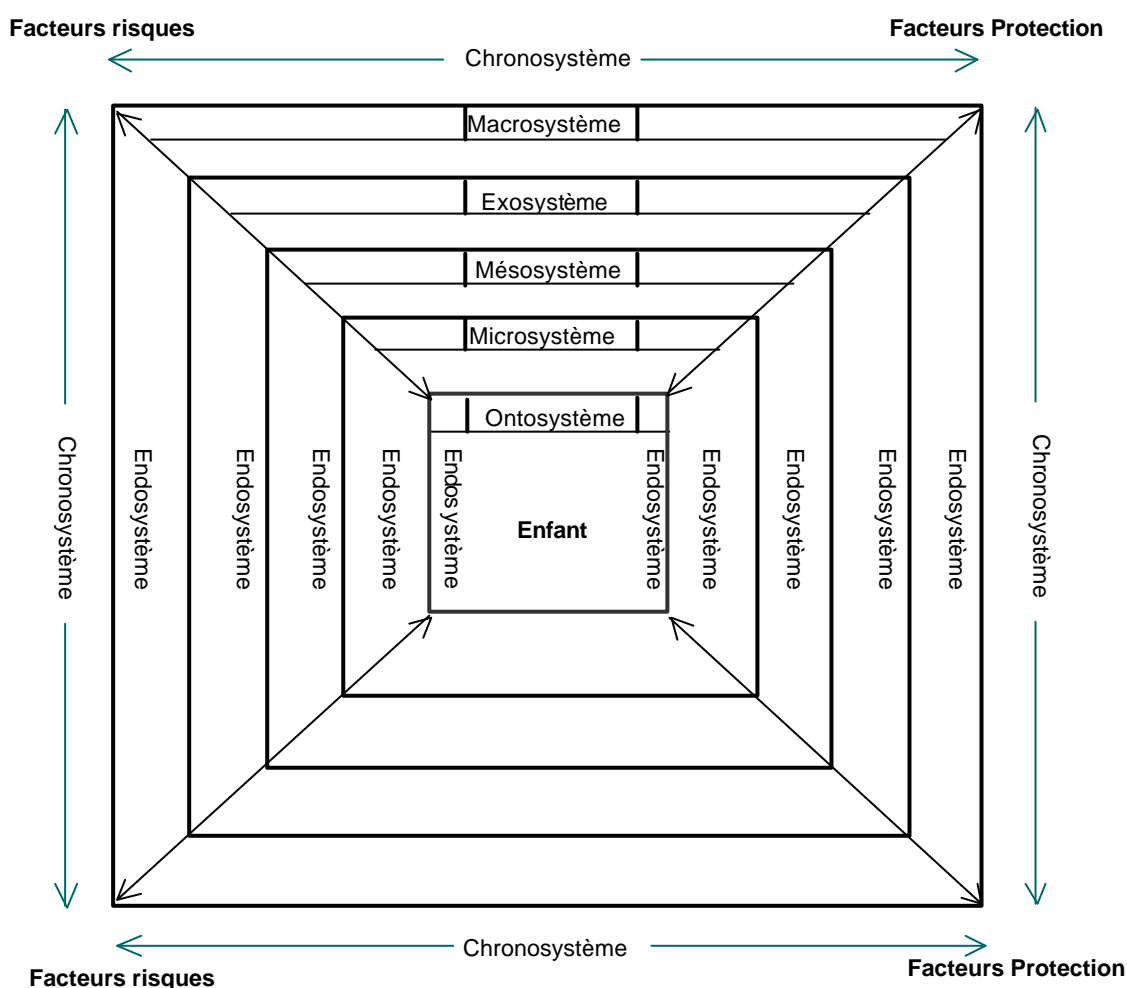 Facteurs risques
Facteurs Protection
Chronosystème
Macrosystème
Exosystème
Mésosystème
Microsystème
Ontosystème
Chronosystème
Endosystème
Endosystème
Endosystème
Endosystème
Endosystème
Enfant
Endosystème
Endosystème
Endosystème
Endosystème
Endosystème
Chronosystème
Chronosystème
Facteurs risques
Facteurs Protection